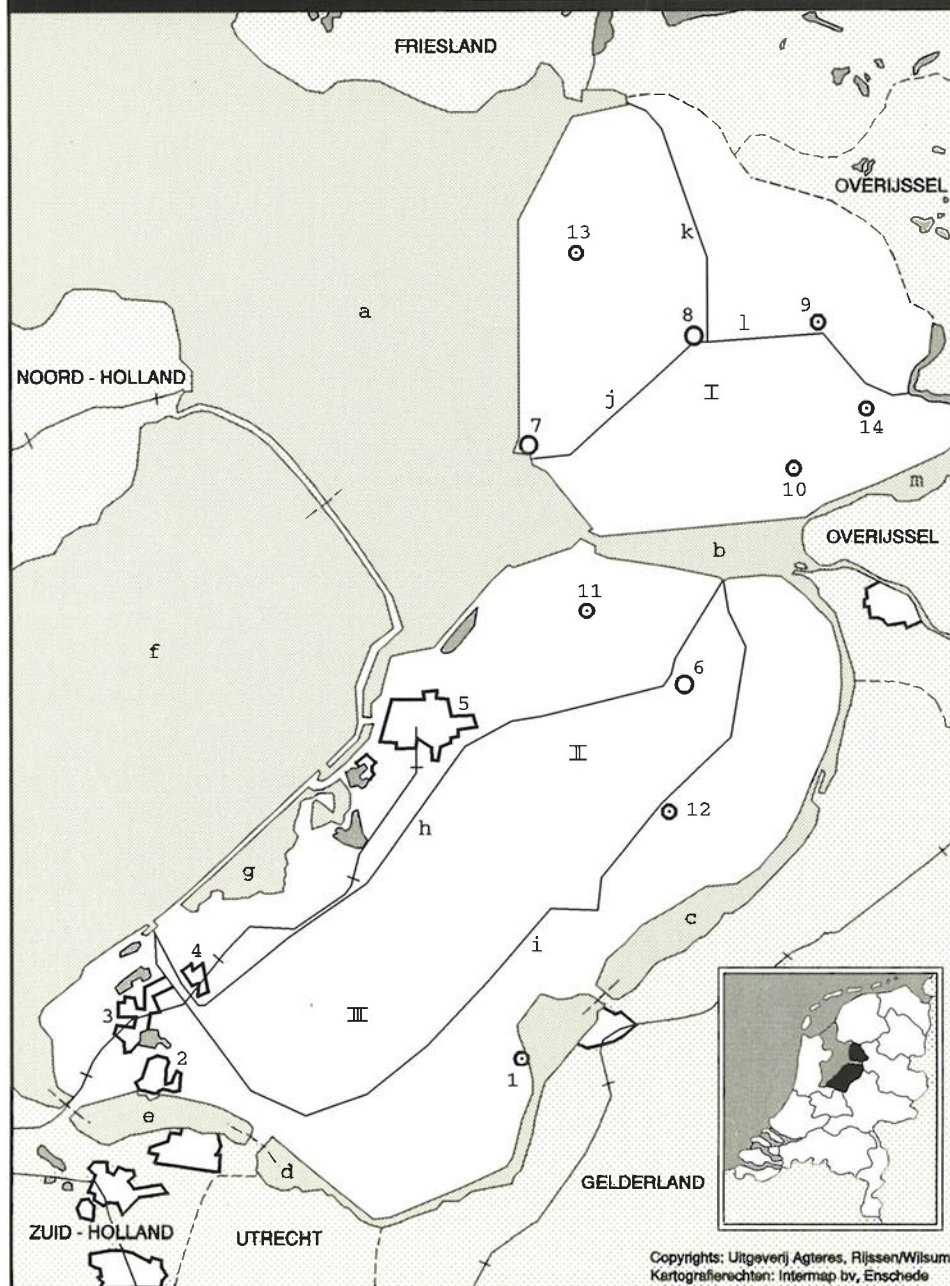 FRIESLAND
OVERIJSSEL
13
k
a
8
l
9
NOORD - HOLLAND
j
I
7
14
10
m
b
OVERIJSSEL
11
f
6
5
II
h
12
g
c
4
i
III
3
2
1
e
d
GELDERLAND
ZUID - HOLLAND
UTRECHT
Copyrights: Uitgeverij Agteres, Rijssen/Wilsum
Kartografierechten: Intermap bv, Enschede